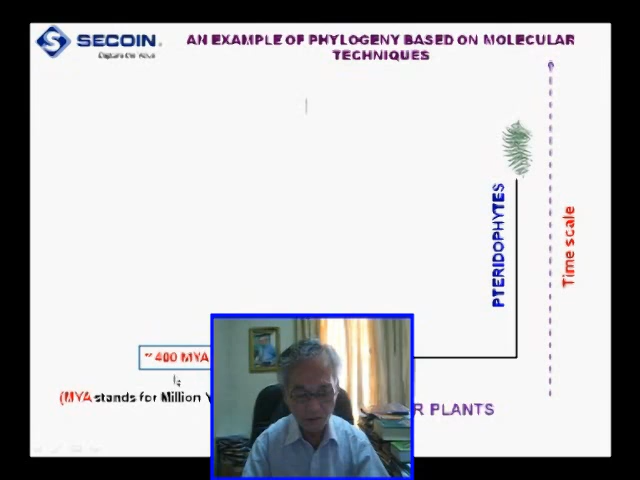 SECOIN
AN EXAMPLE OF PHYLOGENY BASED ON MOLECULAR
TECHNIQUES
PTERIDOPHYTES
Time scale
~ 400 MYA
(MYA stands for Million Y
R PLANTS